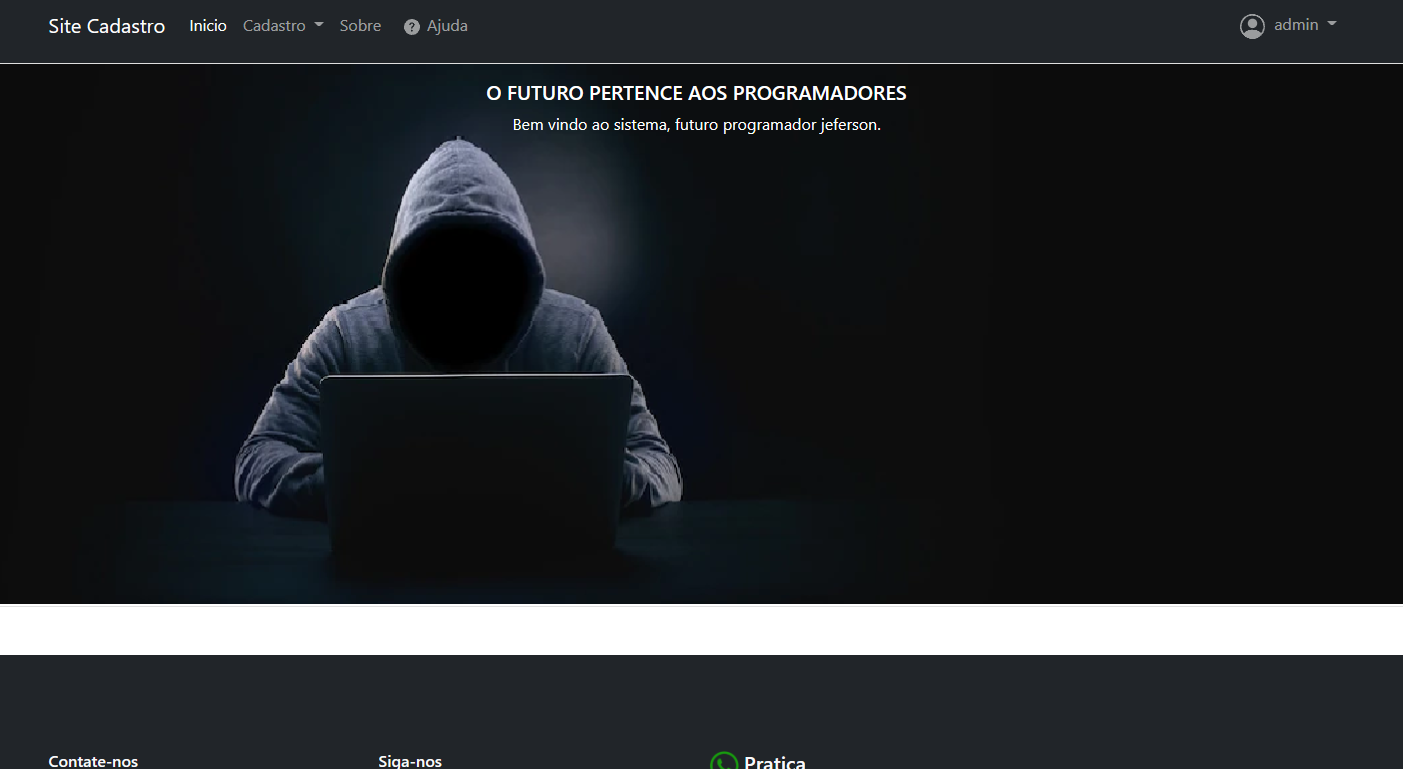 Site Cadastro Inicio Cadastro Sobre ? Ajuda admin
O FUTURO PERTENCE AOS PROGRAMADORES
Bem vindo ao sistema, futuro programador jeferson.
Contate-nos Siga-nos Pratica